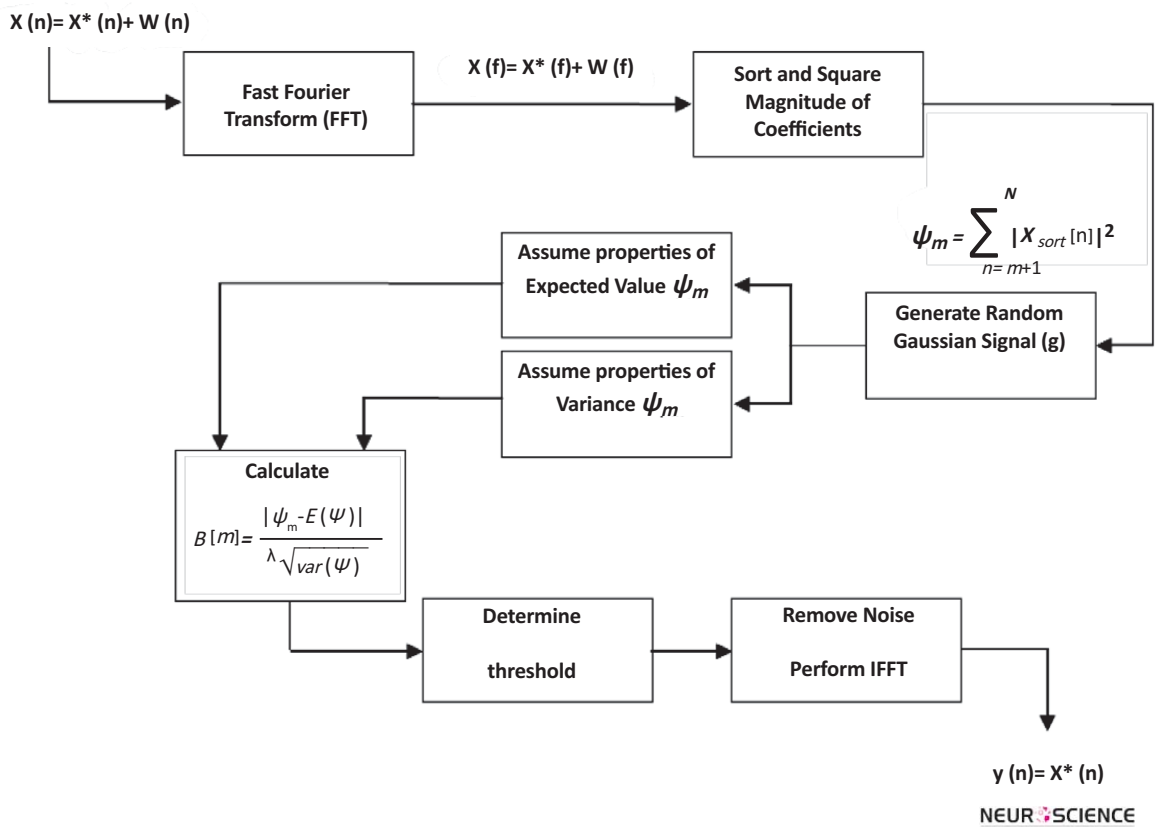 X (n)= X* (n)+ W (n)
Fast Fourier
Transform (FFT)
X (f)= X* (f)+ W (f)
Sort and Square
Magnitude of
Coefficients
N
ψm = ∑ |X sort [n]|²
n= m+1
Generate Random
Gaussian Signal (g)
Assume properties of
Expected Value ψm
Assume properties of
Variance ψm
Calculate
B [m]= |ψm-E(Ψ)| / λ√var(Ψ)
Determine
threshold
Remove Noise
Perform IFFT
y (n)= X* (n)
NEUROSCIENCE